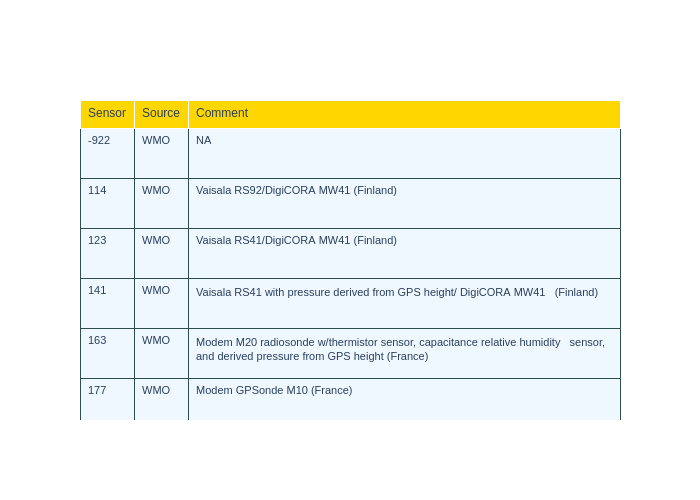 Sensor Source Comment
-922 WMO NA
114 WMO Vaisala RS92/DigiCORA MW41 (Finland)
123 WMO Vaisala RS41/DigiCORA MW41 (Finland)
141 WMO Vaisala RS41 with pressure derived from GPS height/ DigiCORA MW41 (Finland)
163 WMO Modem M20 radiosonde w/thermistor sensor, capacitance relative humidity sensor,
and derived pressure from GPS height (France)
177 WMO Modem GPSonde M10 (France)